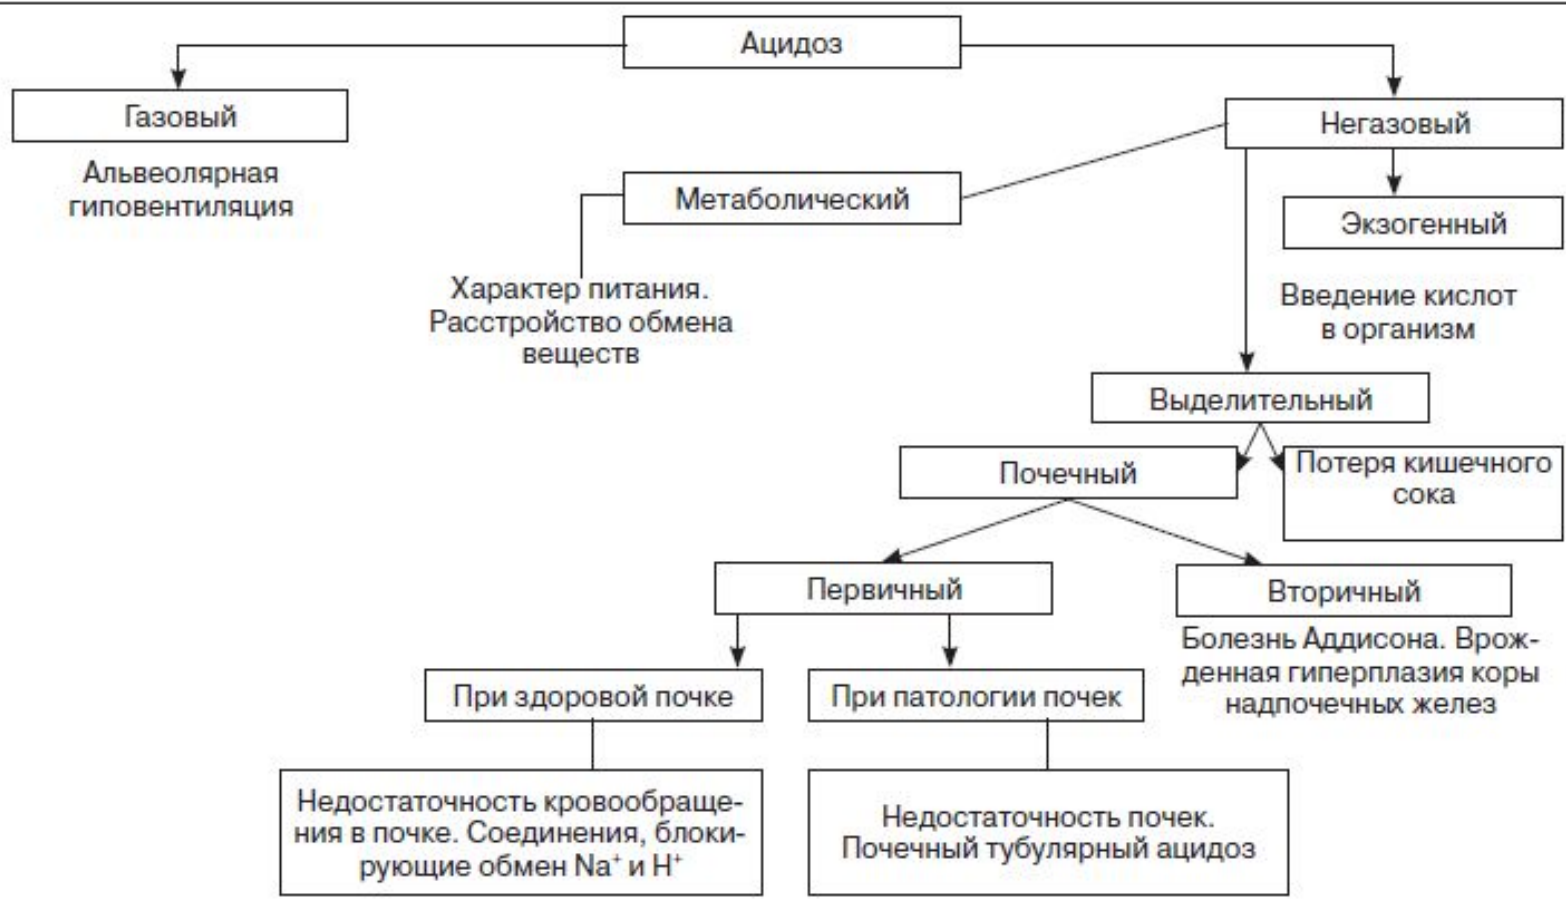 Ацидоз
Газовый
Негазовый
Альвеолярная
гиповентиляция
Метаболический
Экзогенный
Характер питания.
Расстройство обмена
веществ
Введение кислот
в организм
Выделительный
Почечный
Потеря кишечного
сока
Первичный
Вторичный
Болезнь Аддисона. Врож-
денная гиперплазия коры
надпочечных желез
При здоровой почке
При патологии почек
Недостаточность кровообраще-
ния в почке. Соединения, блоки-
рующие обмен Na⁺ и H⁺
Недостаточность почек.
Почечный тубулярный ацидоз